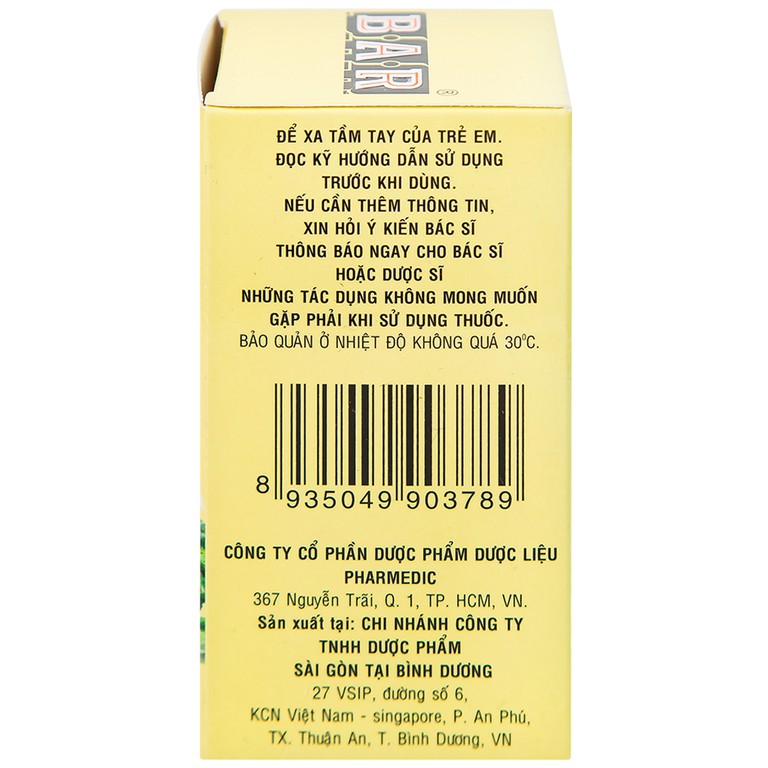 BAR®
ĐỂ XA TẦM TAY CỦA TRẺ EM.
ĐỌC KỸ HƯỚNG DẪN SỬ DỤNG
TRƯỚC KHI DÙNG.
NẾU CẦN THÊM THÔNG TIN,
XIN HỎI Ý KIẾN BÁC SĨ
THÔNG BÁO NGAY CHO BÁC SĨ
HOẶC DƯỢC SĨ
NHỮNG TÁC DỤNG KHÔNG MONG MUỐN
GẶP PHẢI KHI SỬ DỤNG THUỐC.
BẢO QUẢN Ở NHIỆT ĐỘ KHÔNG QUÁ 30⁰C.
8 935049 903789
CÔNG TY CỔ PHẦN DƯỢC PHẨM DƯỢC LIỆU
PHARMEDIC
367 Nguyễn Trãi, Q. 1, TP. HCM, VN.
Sản xuất tại: CHI NHÁNH CÔNG TY
TNHH DƯỢC PHẨM
SÀI GÒN TẠI BÌNH DƯƠNG
27 VSIP, đường số 6,
KCN Việt Nam - singapore, P. An Phú,
TX. Thuận An, T. Bình Dương, VN